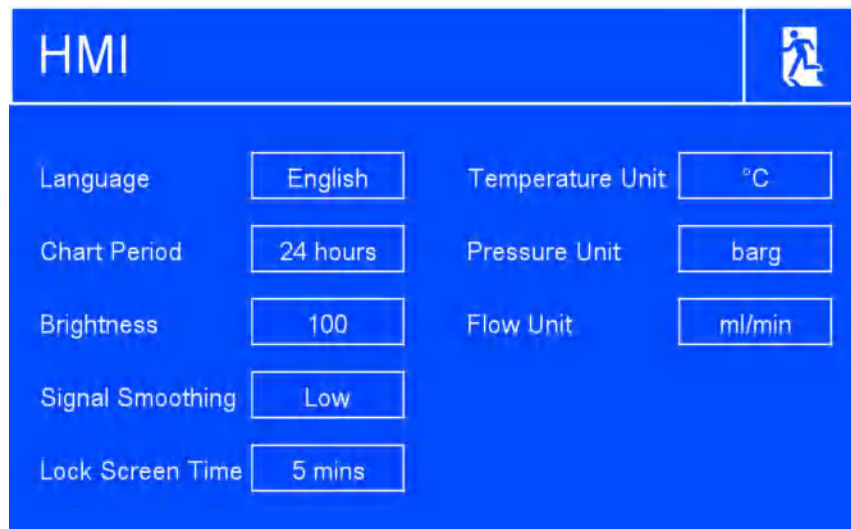 HMI
Language English
Temperature Unit °C
Chart Period 24 hours
Pressure Unit barg
Brightness 100
Flow Unit ml/min
Signal Smoothing Low
Lock Screen Time 5 mins